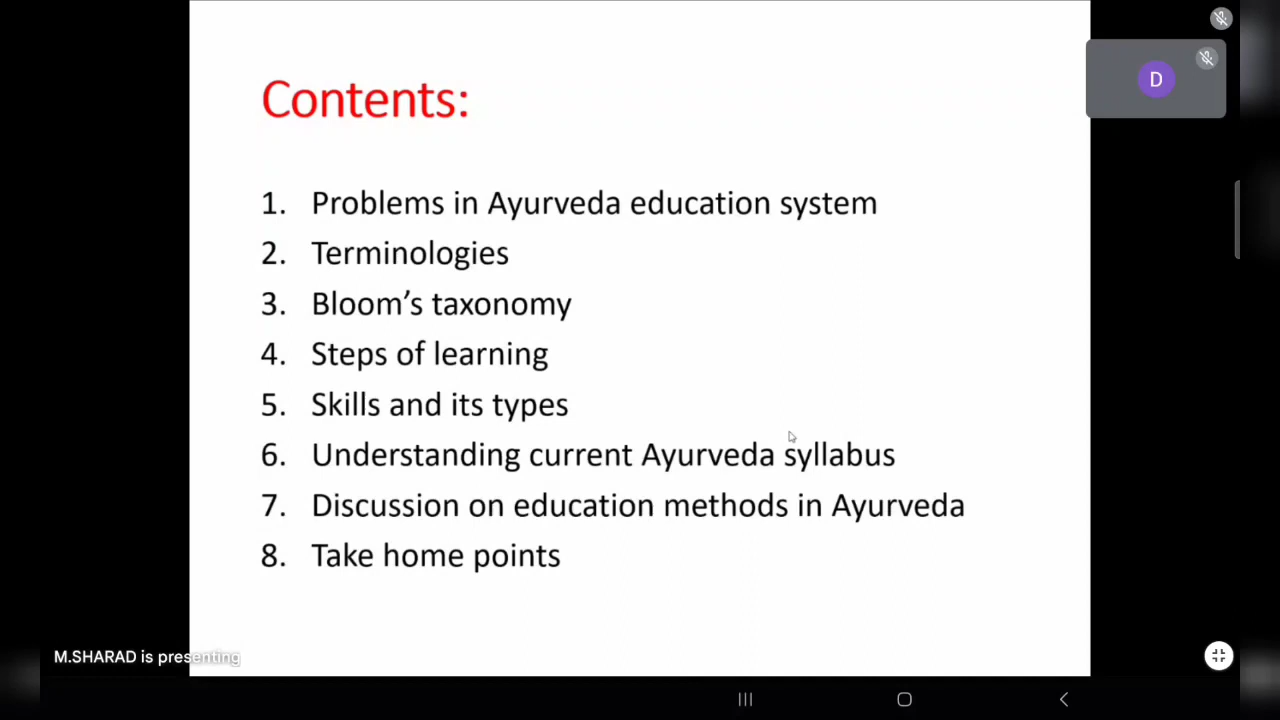 Contents:
D
1. Problems in Ayurveda education system
2. Terminologies
3. Bloom’s taxonomy
4. Steps of learning
5. Skills and its types
6. Understanding current Ayurveda syllabus
7. Discussion on education methods in Ayurveda
8. Take home points
M.SHARAD is presenting